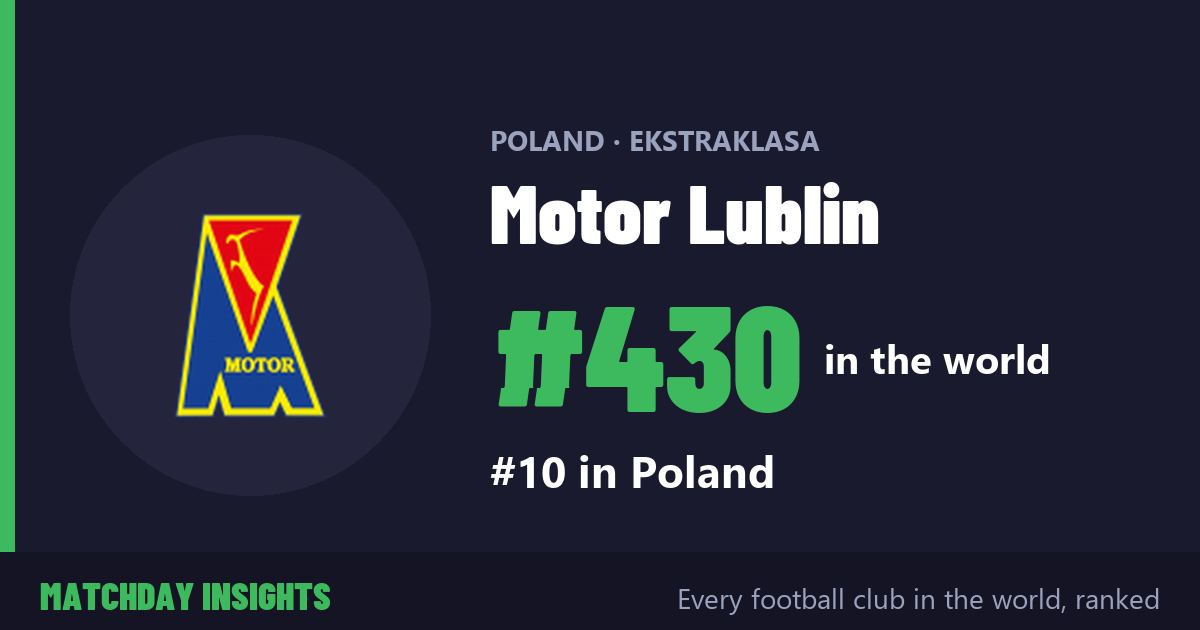 POLAND · EKSTRAKLASA
Motor Lublin
MOTOR
#430 in the world
#10 in Poland
MATCHDAY INSIGHTS
Every football club in the world, ranked